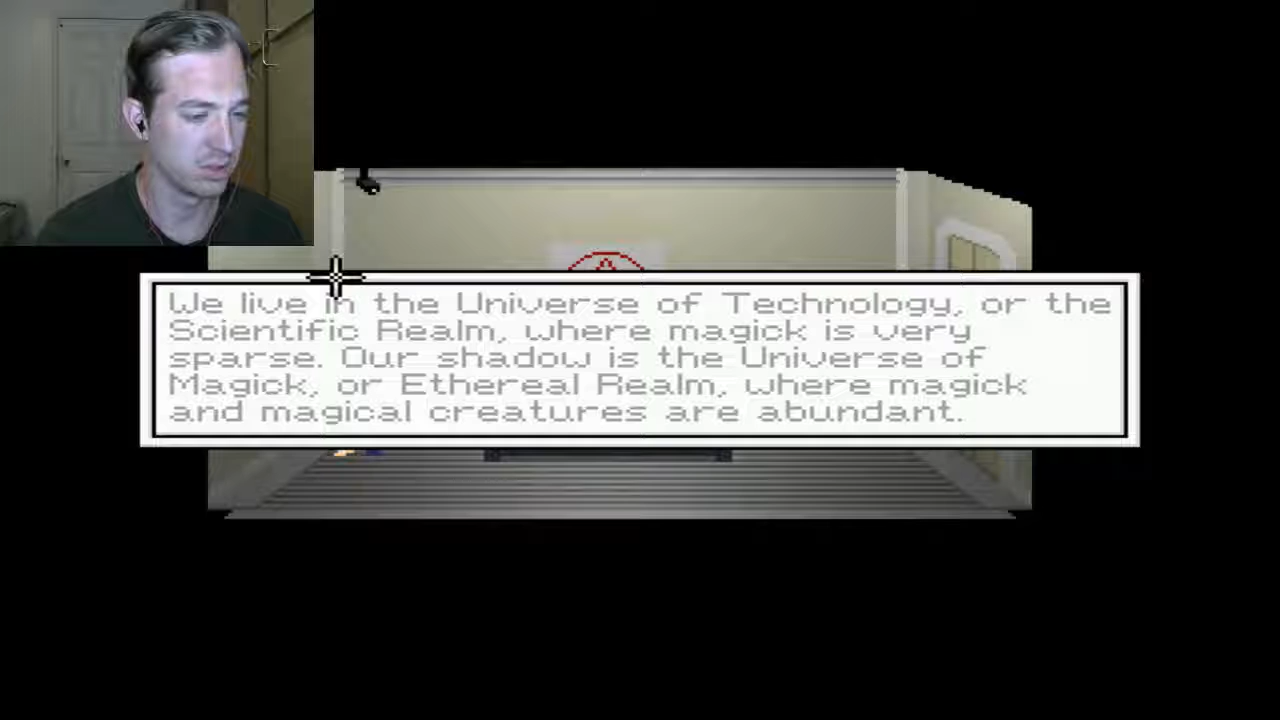 We live in the Universe of Technology, or the
Scientific Realm, where magick is very
sparse. Our shadow is the Universe of
Magick, or Ethereal Realm, where magick
and magical creatures are abundant.